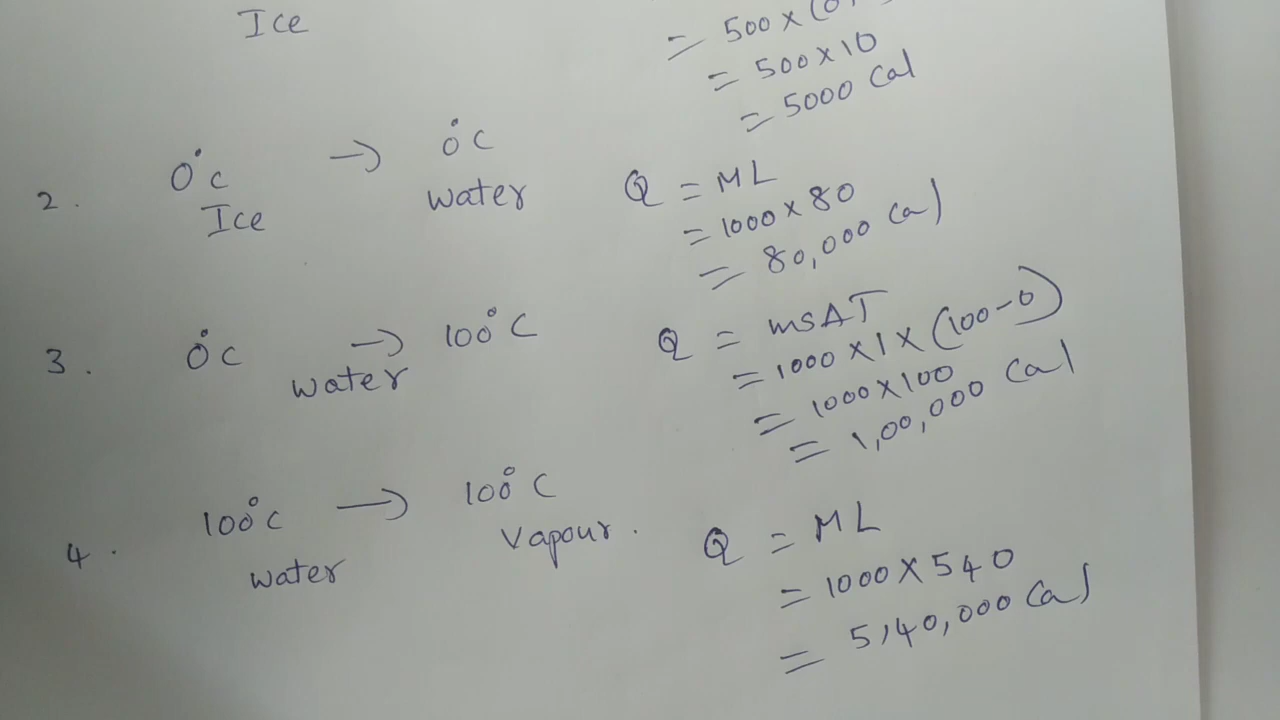 Ice
= 500 × (0
= 500 × 10
= 5000 Cal
2. 0°c Ice → 0°C water
Q = ML
= 1000 × 80
= 80,000 Cal
3. 0°C → 100°C
water
Q = msΔT
= 1000 × 1 × (100-0)
= 1000 × 100
= 1,00,000 Cal
4. 100°C water → 100°C Vapour.
Q = ML
= 1000 × 540
= 5,40,000 Cal